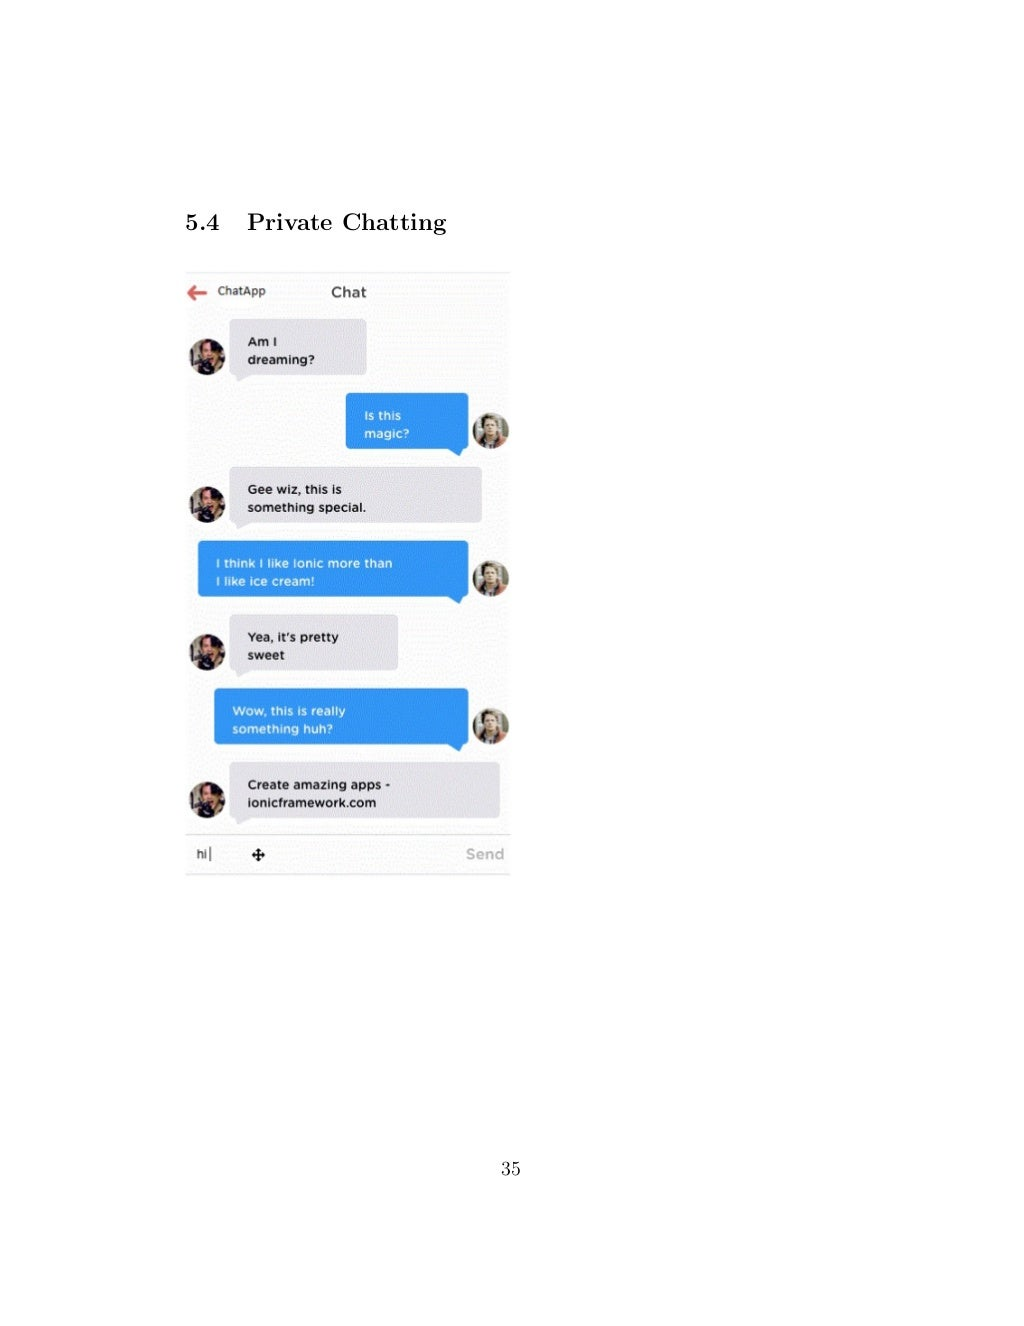 5.4 Private Chatting
ChatApp Chat
Am I
dreaming?
Is this
magic?
Gee wiz, this is
something special.
I think I like Ionic more than
I like ice cream!
Yea, it's pretty
sweet
Wow, this is really
something huh?
Create amazing apps -
ionicframework.com
hi Send
35